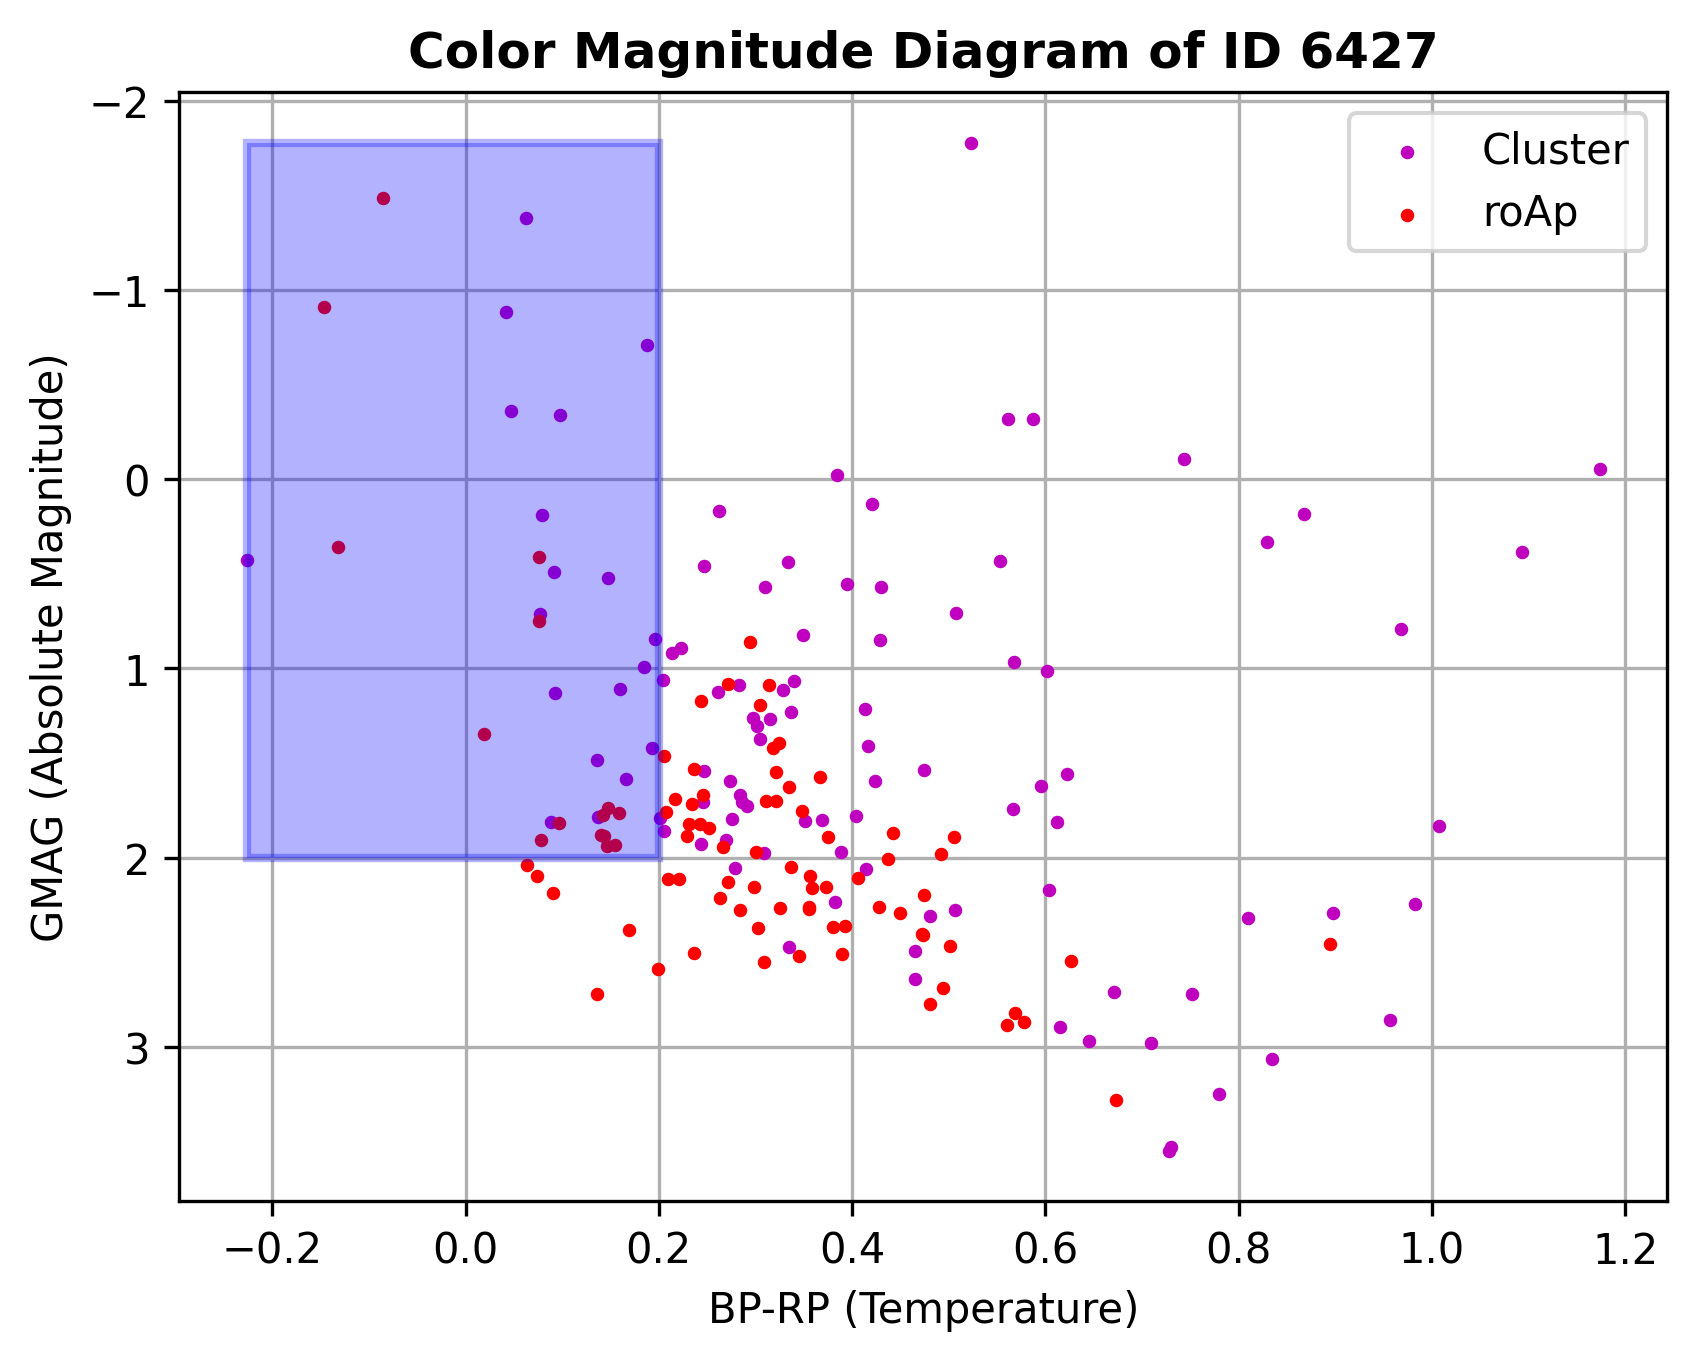 Color Magnitude Diagram of ID 6427
Cluster
roAp
−2
−1
0
1
2
3
GMAG (Absolute Magnitude)
−0.2 0.0 0.2 0.4 0.6 0.8 1.0 1.2
BP-RP (Temperature)